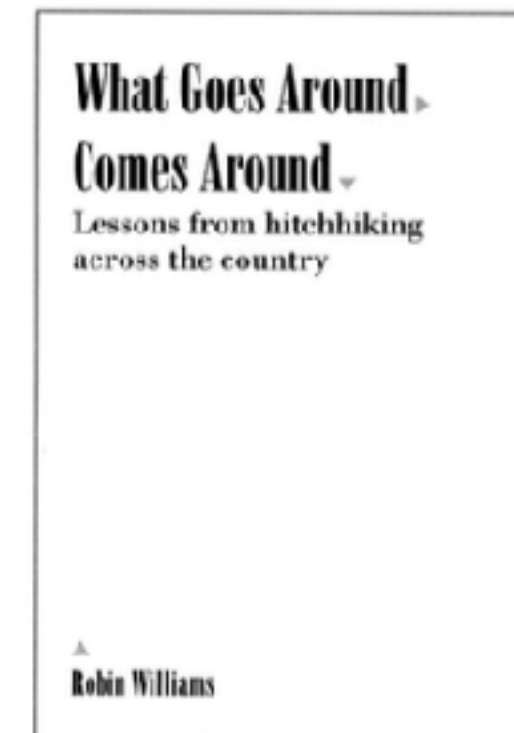 What Goes Around
Comes Around
Lessons from hitchhiking
across the country
Robin Williams